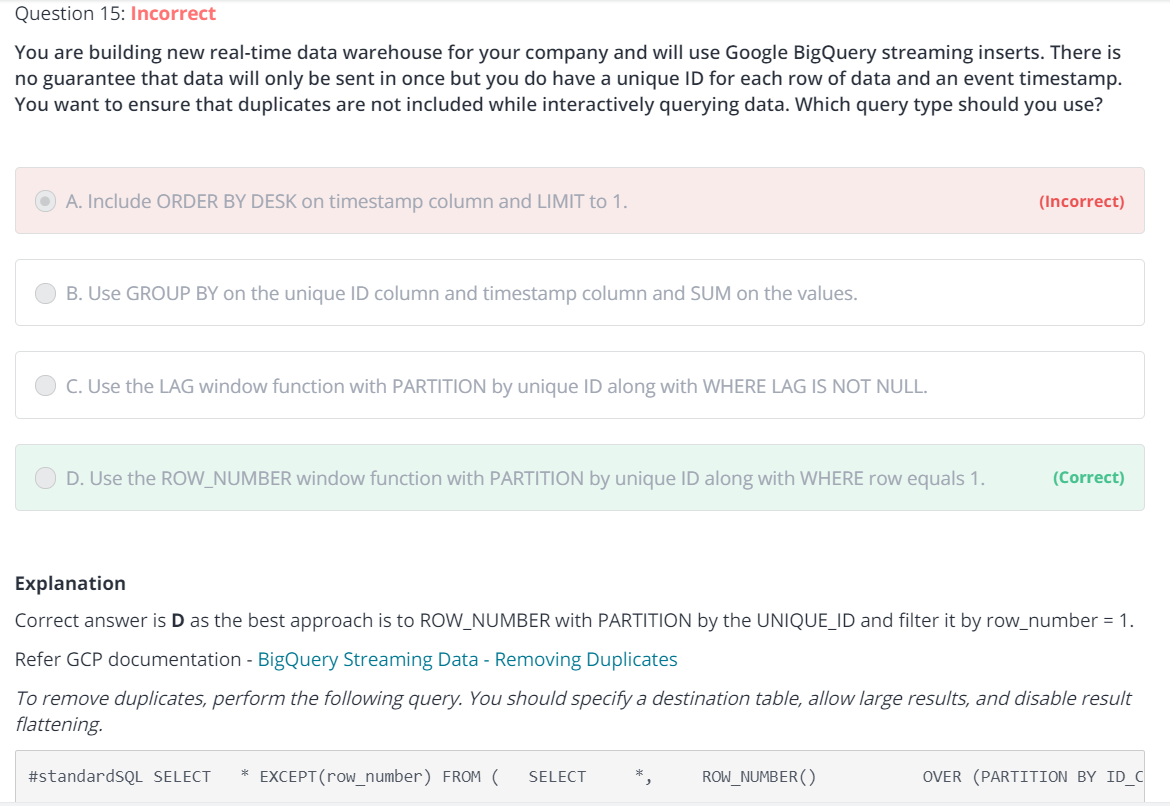 Question 15: Incorrect
You are building new real-time data warehouse for your company and will use Google BigQuery streaming inserts. There is
no guarantee that data will only be sent in once but you do have a unique ID for each row of data and an event timestamp.
You want to ensure that duplicates are not included while interactively querying data. Which query type should you use?
A. Include ORDER BY DESK on timestamp column and LIMIT to 1. (Incorrect)
B. Use GROUP BY on the unique ID column and timestamp column and SUM on the values.
C. Use the LAG window function with PARTITION by unique ID along with WHERE LAG IS NOT NULL.
D. Use the ROW_NUMBER window function with PARTITION by unique ID along with WHERE row equals 1. (Correct)
Explanation
Correct answer is D as the best approach is to ROW_NUMBER with PARTITION by the UNIQUE_ID and filter it by row_number = 1.
Refer GCP documentation - BigQuery Streaming Data - Removing Duplicates
To remove duplicates, perform the following query. You should specify a destination table, allow large results, and disable result
flattening.
#standardSQL SELECT * EXCEPT(row_number) FROM ( SELECT *, ROW_NUMBER() OVER (PARTITION BY ID_C